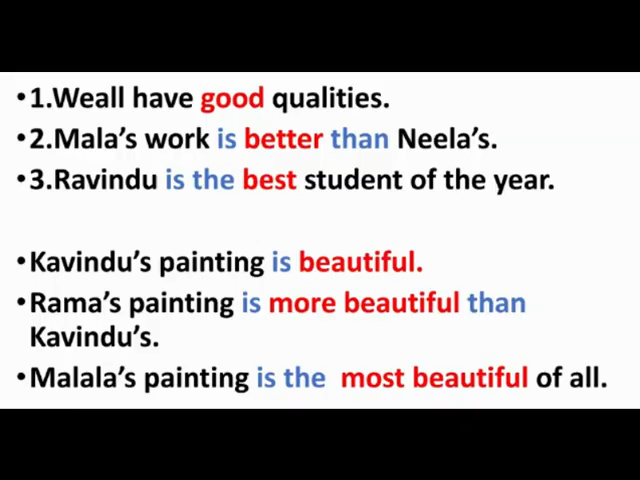 •1.Weall have good qualities.
•2.Mala’s work is better than Neela’s.
•3.Ravindu is the best student of the year.
•Kavindu’s painting is beautiful.
•Rama’s painting is more beautiful than
Kavindu’s.
•Malala’s painting is the most beautiful of all.